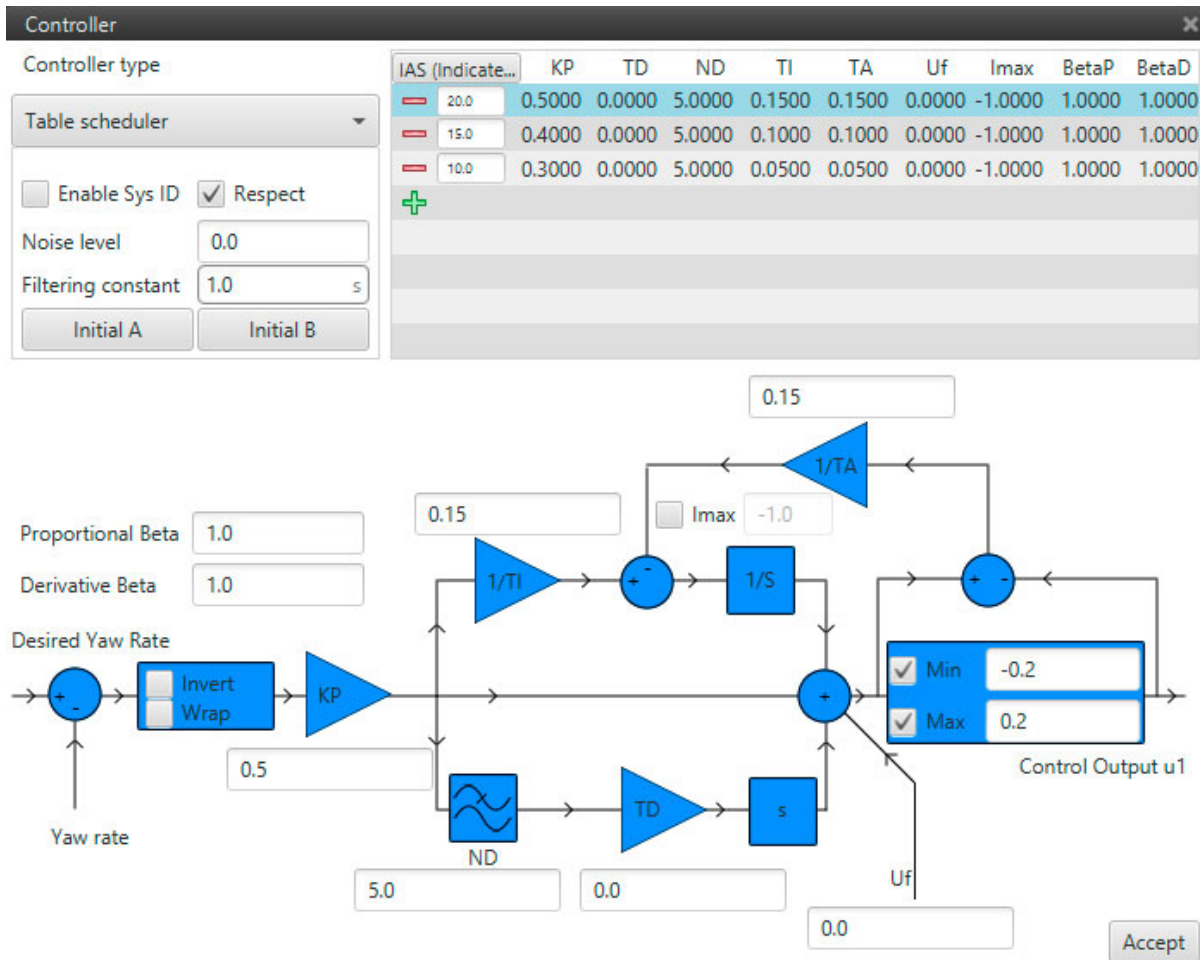 Controller
Controller type
Table scheduler
Enable Sys ID Respect
Noise level 0.0
Filtering constant 1.0 s
Initial A Initial B
IAS (Indicate... KP TD ND TI TA Uf Imax BetaP BetaD
20.0 0.5000 0.0000 5.0000 0.1500 0.1500 0.0000 -1.0000 1.0000 1.0000
15.0 0.4000 0.0000 5.0000 0.1000 0.1000 0.0000 -1.0000 1.0000 1.0000
10.0 0.3000 0.0000 5.0000 0.0500 0.0500 0.0000 -1.0000 1.0000 1.0000
0.15
1/TA
0.15
Imax -1.0
Proportional Beta 1.0
Derivative Beta 1.0
1/TI
+ -
1/S
+ -
Desired Yaw Rate
+ -
Invert
Wrap
KP
+
Min -0.2
Max 0.2
Control Output u1
0.5
Yaw rate
ND
TD
s
5.0
0.0
Uf
0.0
Accept